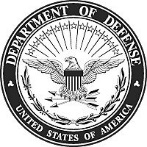 DEPARTMENT OF DEFENSE
UNITED STATES OF AMERICA